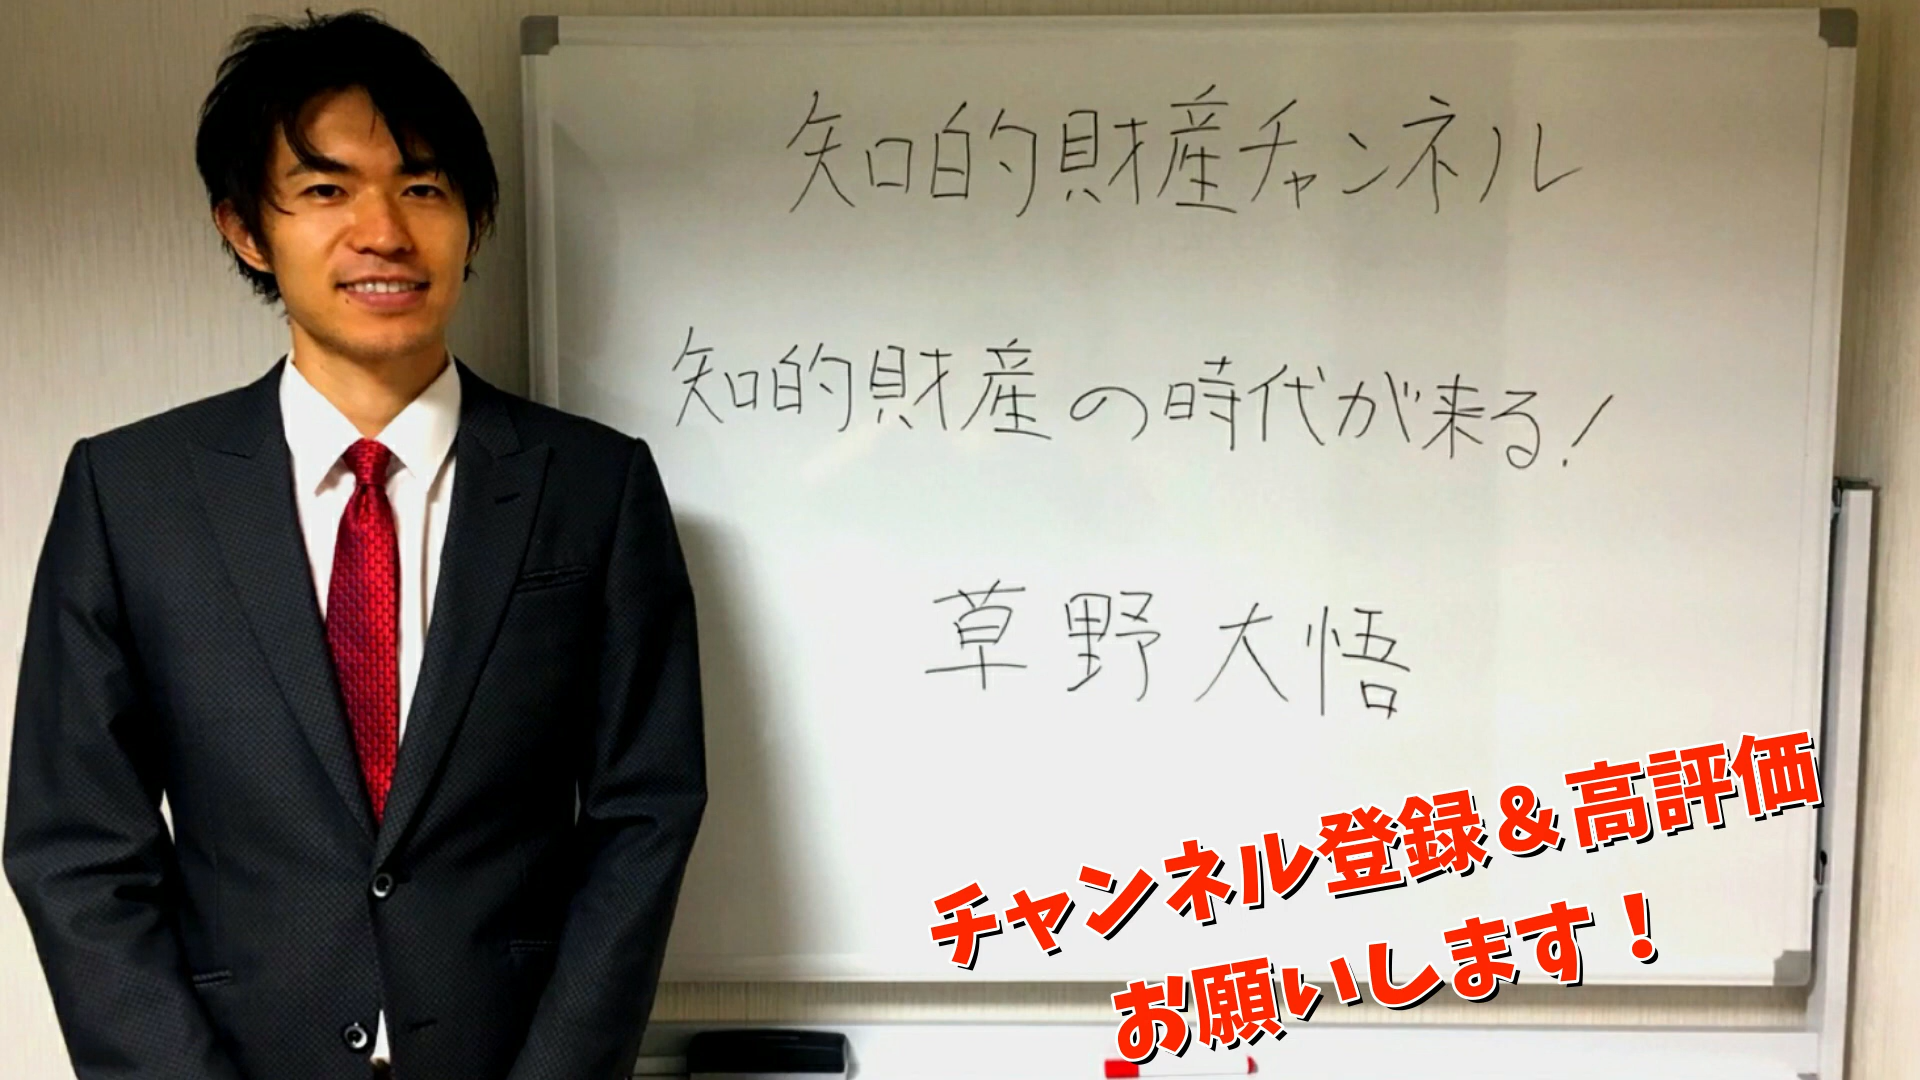 知的財産チャンネル
知的財産の時代が来る!
草野大悟
チャンネル登録&高評価
お願いします!